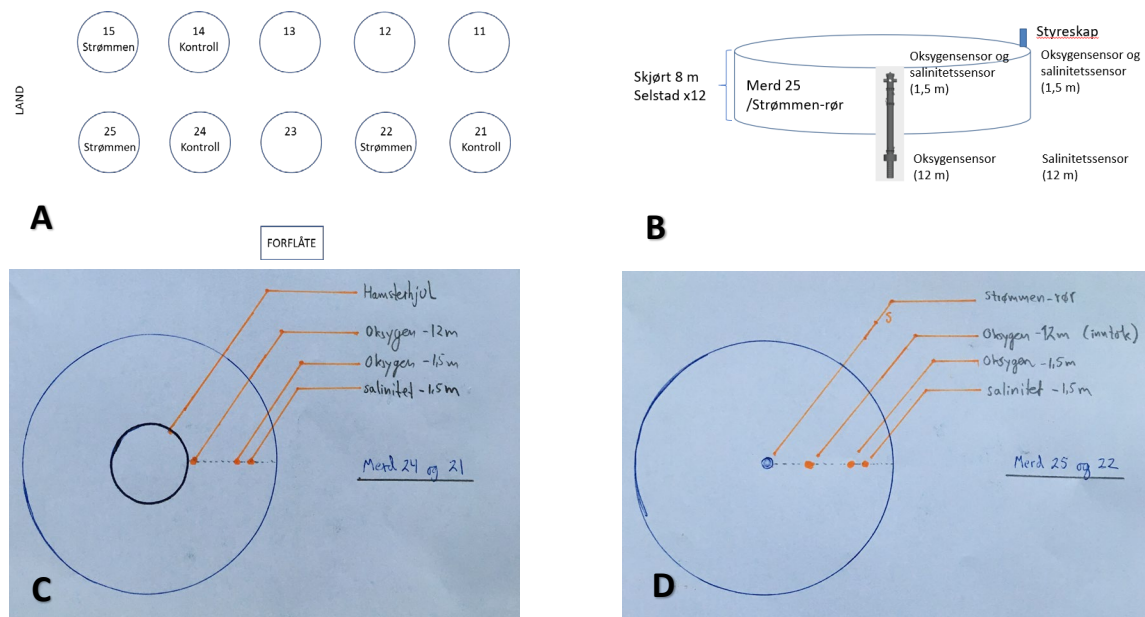 15
Strømmen
14
Kontroll
13
12
11
LAND
25
Strømmen
24
Kontroll
23
22
Strømmen
21
Kontroll
A
FORFLÅTE
Styreskap
Skjørt 8 m
Selstad x12
Merd 25
/Strømmen-rør
Oksygensensor og
salinitetssensor
(1,5 m)
Oksygensensor og
salinitetssensor
(1,5 m)
Oksygensensor
(12 m)
Salinitetssensor
(12 m)
B
Hamsterhjul
Oksygen -12m
Oksygen -1,5m
salinitet -1,5m
Merd 24 og 21
C
strømmen-rør
S
Oksygen -12m (inntak)
Oksygen -1,5m
salinitet -1,5m
Merd 25 og 22
D